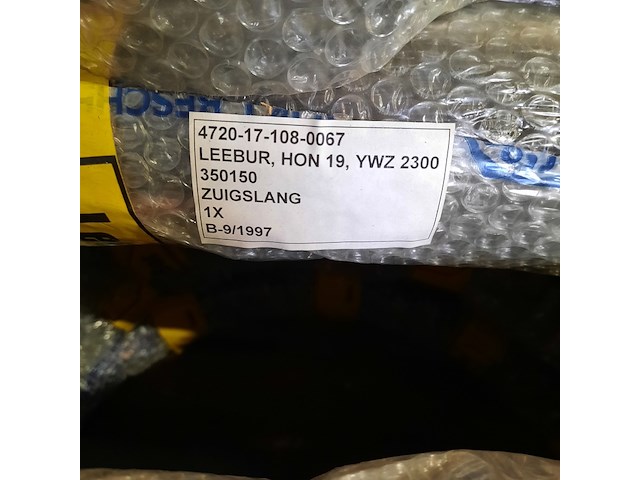 4720-17-108-0067
LEEBUR, HON 19, YWZ 2300
350150
ZUIGSLANG
1X
B-9/1997